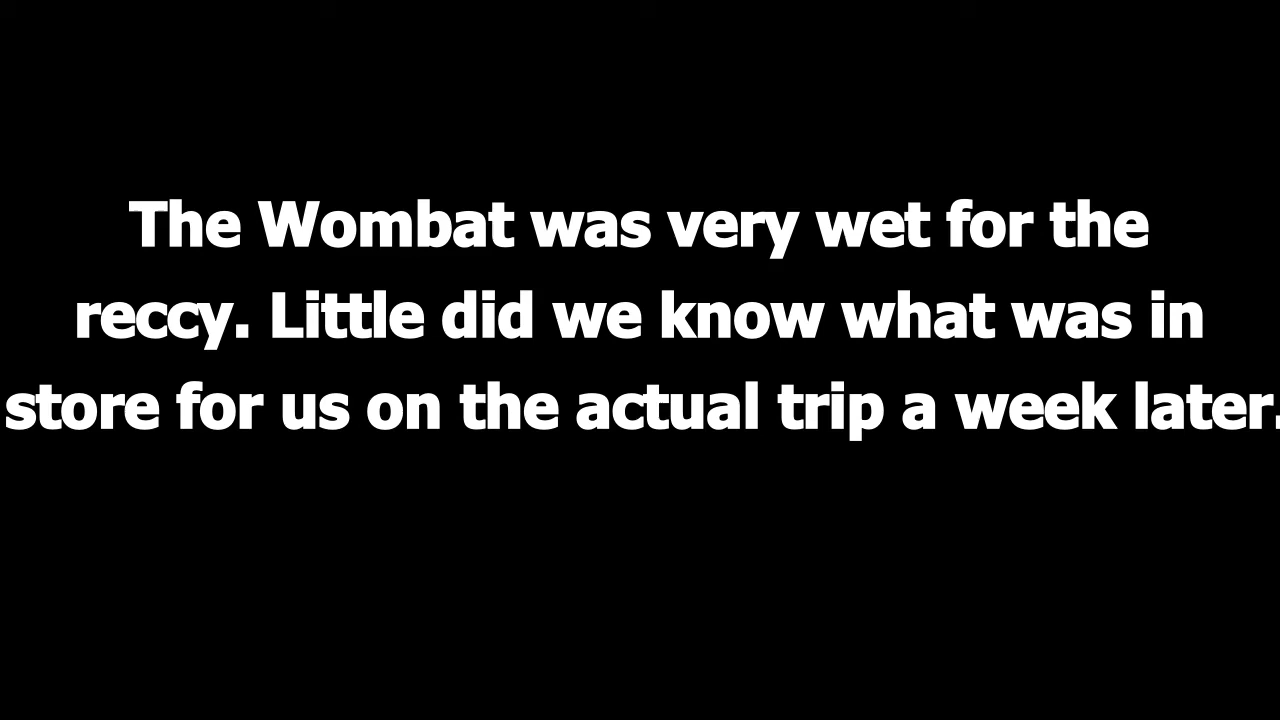 The Wombat was very wet for the
reccy. Little did we know what was in
store for us on the actual trip a week later.